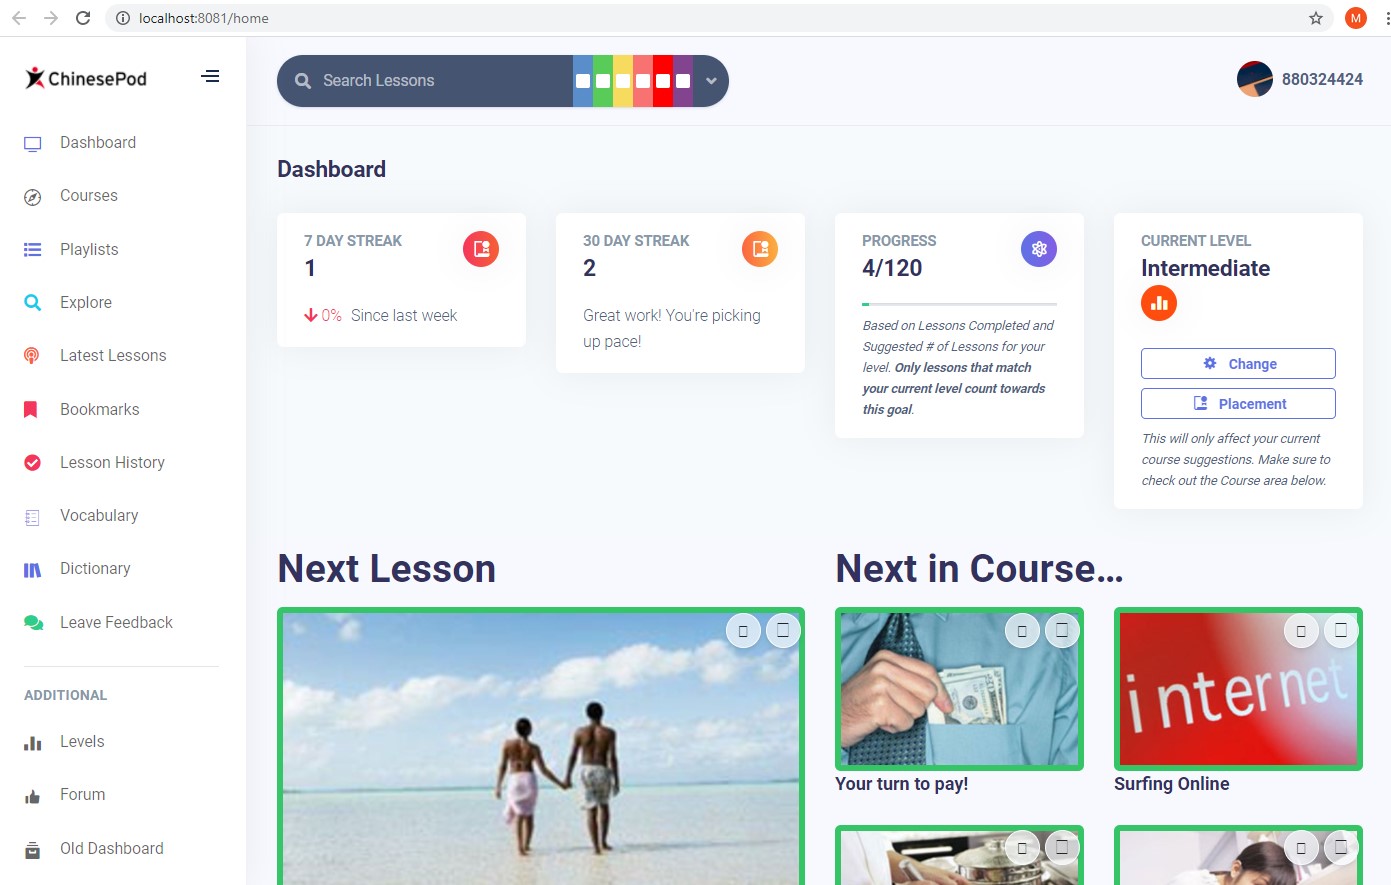 localhost:8081/home
M
ChinesePod
Search Lessons
880324424
Dashboard
Courses
Playlists
Explore
Latest Lessons
Bookmarks
Lesson History
Vocabulary
Dictionary
Leave Feedback
ADDITIONAL
Levels
Forum
Old Dashboard
Dashboard
7 DAY STREAK
1
0% Since last week
30 DAY STREAK
2
Great work! You're picking
up pace!
PROGRESS
4/120
Based on Lessons Completed and
Suggested # of Lessons for your
level. Only lessons that match
your current level count towards
this goal.
CURRENT LEVEL
Intermediate
Change
Placement
This will only affect your current
course suggestions. Make sure to
check out the Course area below.
Next Lesson
Next in Course...
Your turn to pay!
internet
Surfing Online